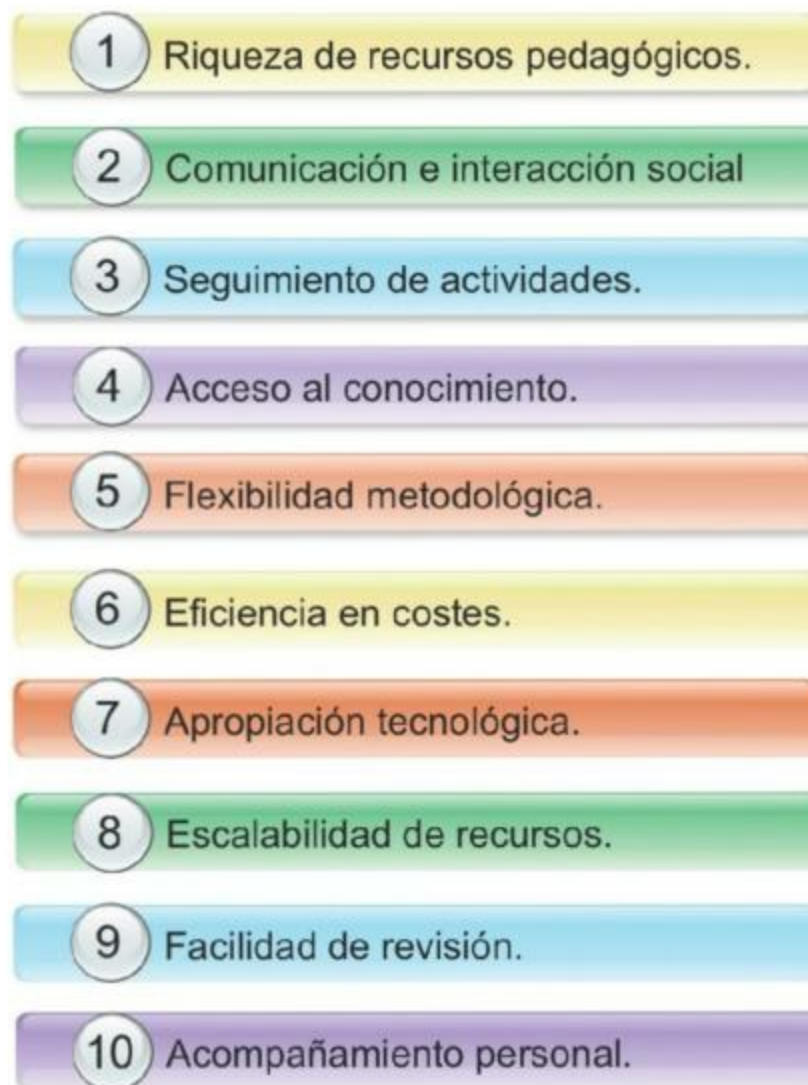 1 Riqueza de recursos pedagógicos.
2 Comunicación e interacción social
3 Seguimiento de actividades.
4 Acceso al conocimiento.
5 Flexibilidad metodológica.
6 Eficiencia en costes.
7 Apropiación tecnológica.
8 Escalabilidad de recursos.
9 Facilidad de revisión.
10 Acompañamiento personal.